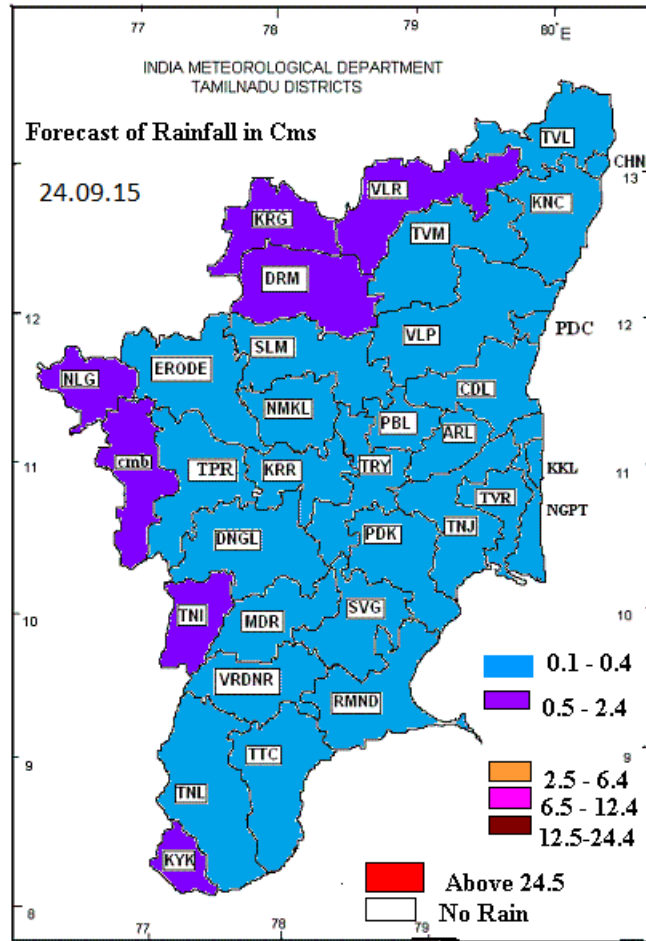 77 78 79 80°E
INDIA METEOROLOGICAL DEPARTMENT
TAMILNADU DISTRICTS
Forecast of Rainfall in Cms
TVL
CHN
13
24.09.15
VLR
KNC
KRG
TVM
DRM
12
12
PDC
SLM
VLP
ERODE
NLG
CDL
NMKL
PBL
ARL
11
cmb
TPR
KRR
TRY
KKL
11
TVR
NGPT
DNGL
PDK
TNJ
10
TNI
MDR
SVG
10
VRDNR
0.1 - 0.4
RMND
0.5 - 2.4
9
TTC
9
2.5 - 6.4
TNL
6.5 - 12.4
12.5-24.4
KYK
Above 24.5
No Rain
8
77 78 79